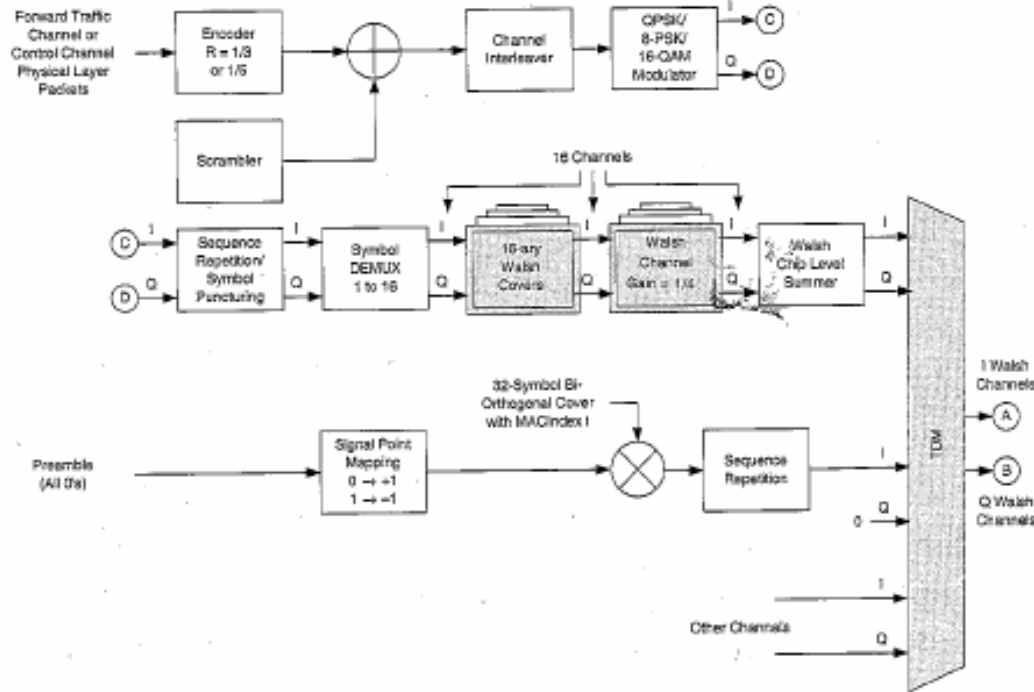 Forward Traffic
Channel or
Control Channel
Physical Layer
Packets
Encoder
R = 1/3
or 1/5
Channel
Interleaver
QPSK/
8-PSK/
16-QAM
Modulator
I
C
Q
D
Scrambler
16 Channels
C
I
D
Q
Sequence
Repetition/
Symbol
Puncturing
I
Q
Symbol
DEMUX
1 to 16
I
Q
16-ary
Walsh
Covers
I
Q
Walsh
Channel
Gain = 1/4
I
Q
Walsh
Chip Level
Summer
I
Q
TDM
I Walsh
Channels
A
B
Q Walsh
Channels
32-Symbol Bi-
Orthogonal Cover
with MACIndex i
Preamble
(All 0's)
Signal Point
Mapping
0 → +1
1 → –1
Sequence
Repetition
I
Q
0
I
Other Channels
Q